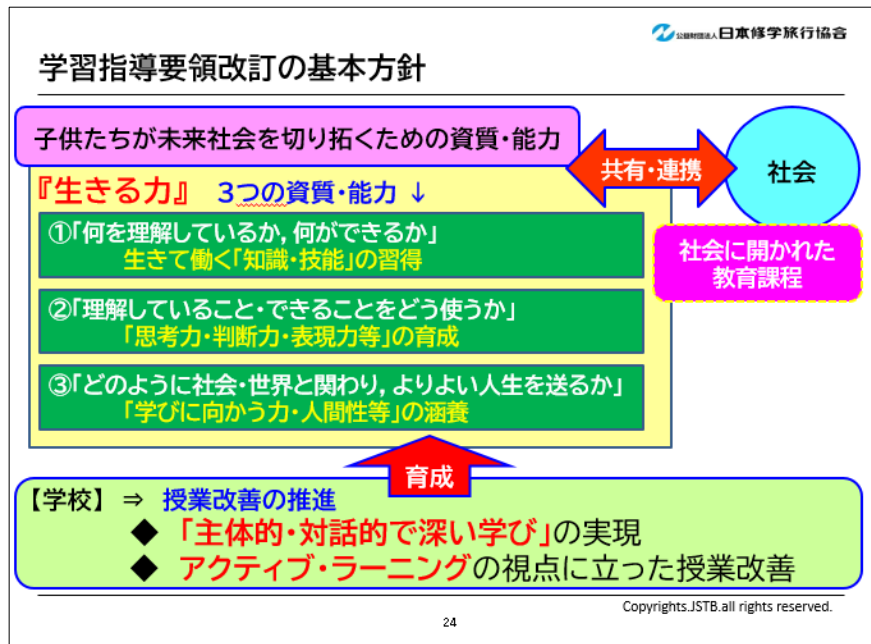 公益財団法人日本修学旅行協会
学習指導要領改訂の基本方針
子供たちが未来社会を切り拓くための資質・能力
共有・連携
社会
『生きる力』 3つの資質・能力 ↓
①「何を理解しているか，何ができるか」
生きて働く「知識・技能」の習得
社会に開かれた
教育課程
②「理解していること・できることをどう使うか」
「思考力・判断力・表現力等」の育成
③「どのように社会・世界と関わり，よりよい人生を送るか」
「学びに向かう力・人間性等」の涵養
育成
【学校】 ⇒ 授業改善の推進
◆ 「主体的・対話的で深い学び」の実現
◆ アクティブ・ラーニングの視点に立った授業改善
Copyrights.JSTB.all rights reserved.
24